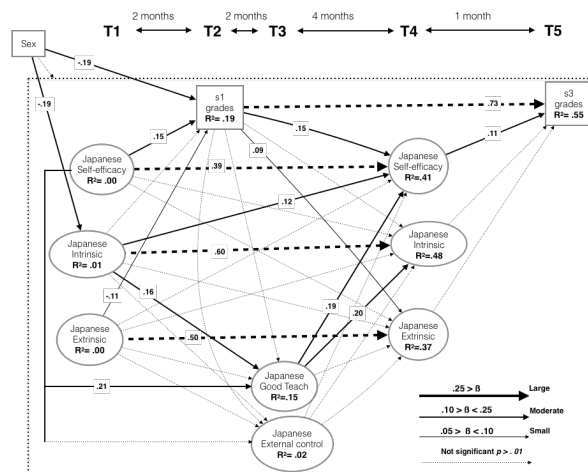 2 months
2 months
4 months
1 month
T1
T2
T3
T4
T5
Sex
-.19
-.19
s1
grades
R²= .19
.73
s3
grades
R²= .55
.15
.15
.09
.11
Japanese
Self-efficacy
R²= .00
.39
Japanese
Self-efficacy
R²=.41
.12
Japanese
Intrinsic
R²= .01
.60
Japanese
Intrinsic
R²=.48
-.11
.16
.19
.20
Japanese
Extrinsic
R²= .00
.50
Japanese
Extrinsic
R²=.37
.21
Japanese
Good Teach
R²=.15
Japanese
External control
R²= .02
.25 > ß
Large
.10 > ß < .25
Moderate
.05 > ß < .10
Small
Not significant p > . 01